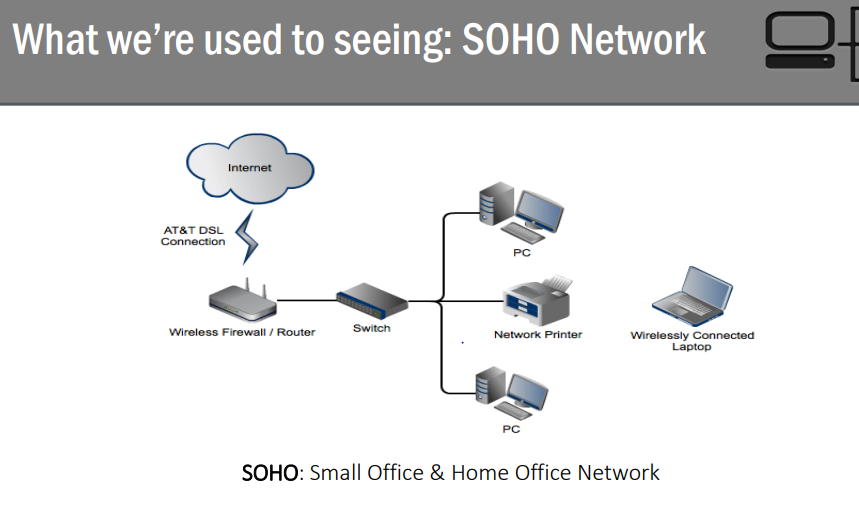 What we’re used to seeing: SOHO Network
Internet
AT&T DSL
Connection
Wireless Firewall / Router
Switch
PC
Network Printer
Wirelessly Connected
Laptop
PC
SOHO: Small Office & Home Office Network